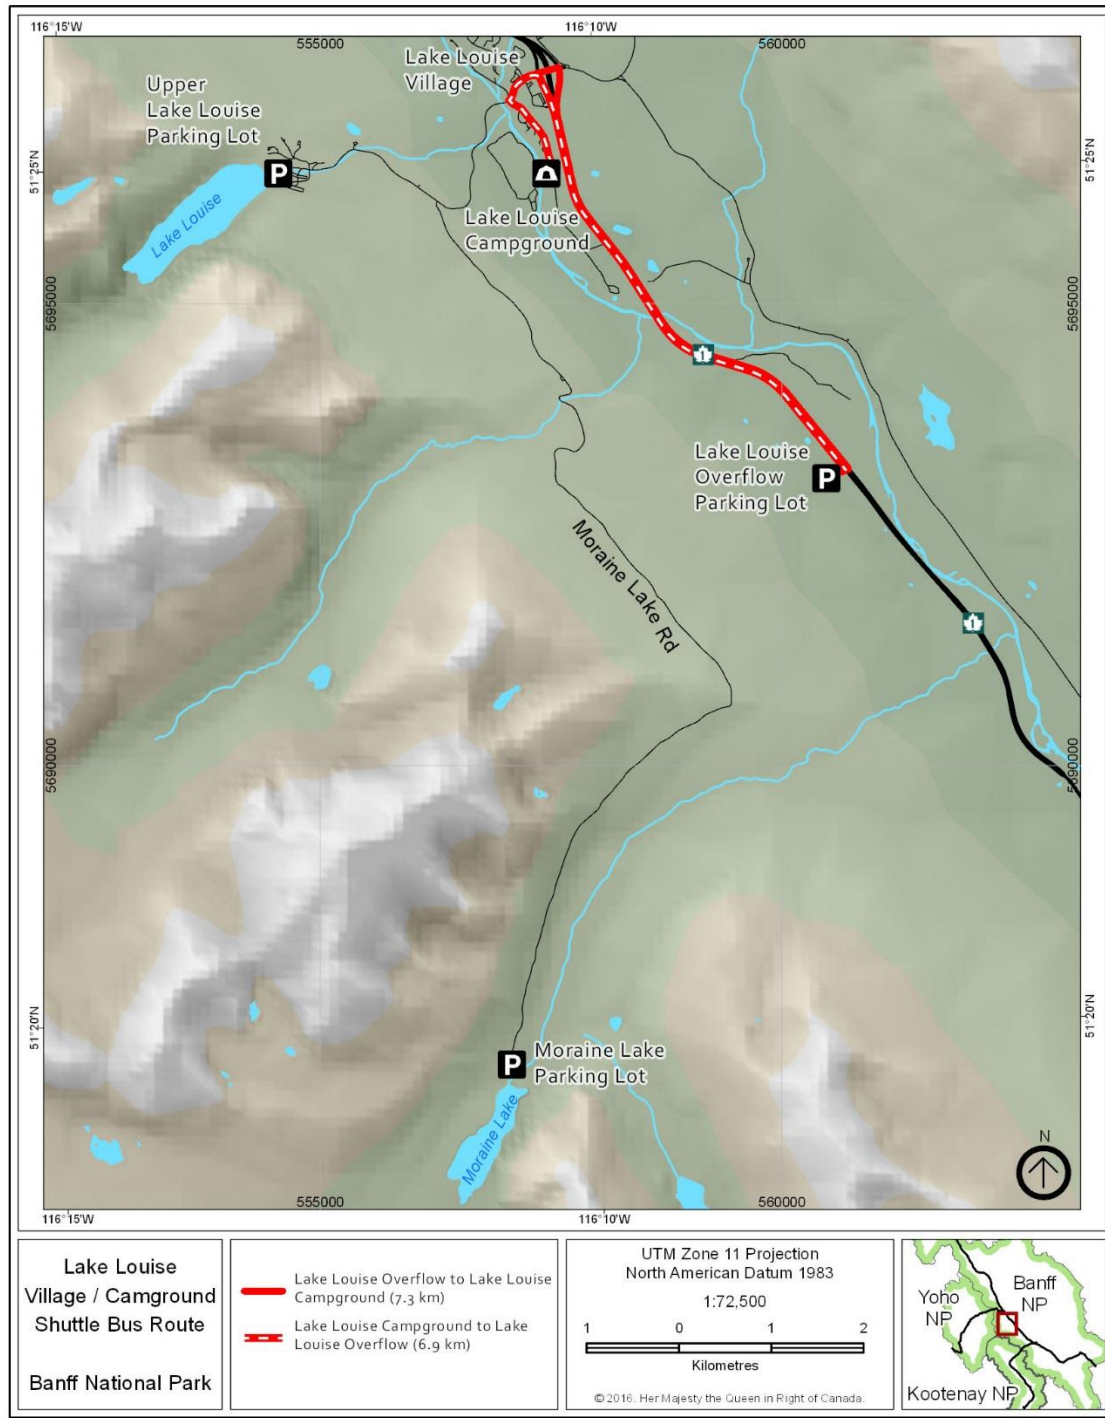 116°15'W
116°10'W
555000
560000
Lake Louise
Village
Upper
Lake Louise
Parking Lot
P
51°25'N
51°25'N
Lake Louise
Lake Louise
Campground
5695000
5695000
1
Lake Louise
Overflow
Parking Lot
P
Moraine Lake Rd
1
5690000
5690000
51°20'N
51°20'N
P
Moraine Lake
Parking Lot
Moraine Lake
N
555000
560000
116°15'W
116°10'W
Lake Louise
Village / Camground
Shuttle Bus Route
Banff National Park
Lake Louise Overflow to Lake Louise
Campground (7.3 km)
Lake Louise Campground to Lake
Louise Overflow (6.9 km)
UTM Zone 11 Projection
North American Datum 1983
1:72,500
1 0 1 2
Kilometres
© 2016. Her Majesty the Queen in Right of Canada.
Yoho
NP
Banff
NP
Kootenay NP